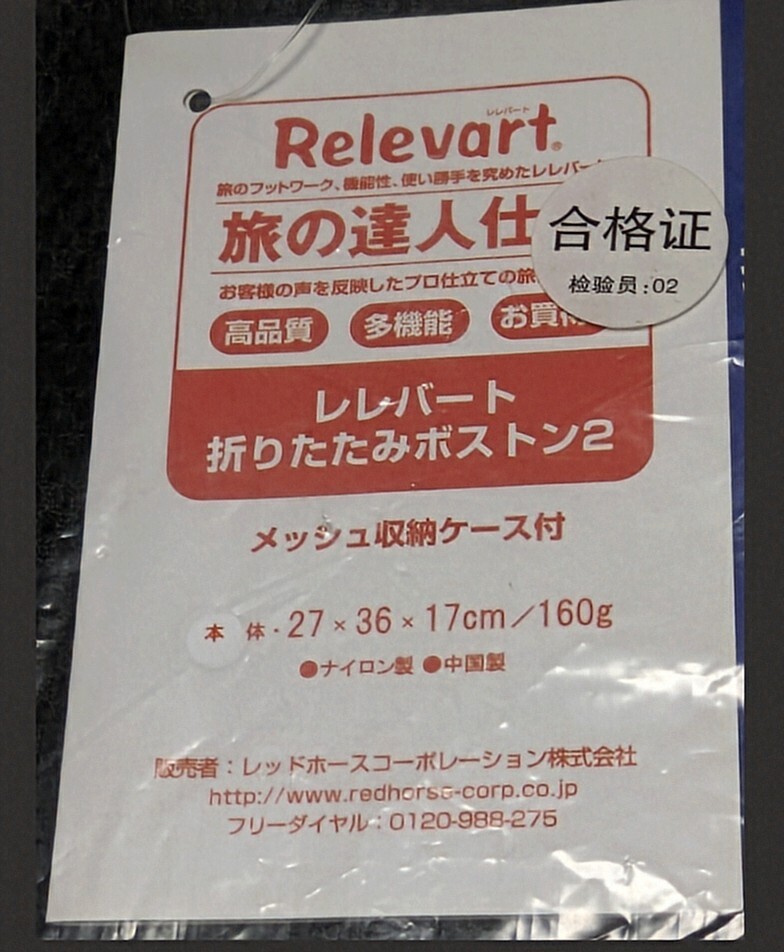 レレバート
Relevart®
旅のフットワーク、機能性、使い勝手を究めたレレバー
旅の達人仕
合格证
检验员:02
お客様の声を反映したプロ仕立ての旅
高品質 多機能 お買
レレバート
折りたたみボストン2
メッシュ収納ケース付
本体・27×36×17cm/160g
●ナイロン製 ●中国製
販売者:レッドホースコーポレーション株式会社
http://www.redhorse-corp.co.jp
フリーダイヤル:0120-988-275